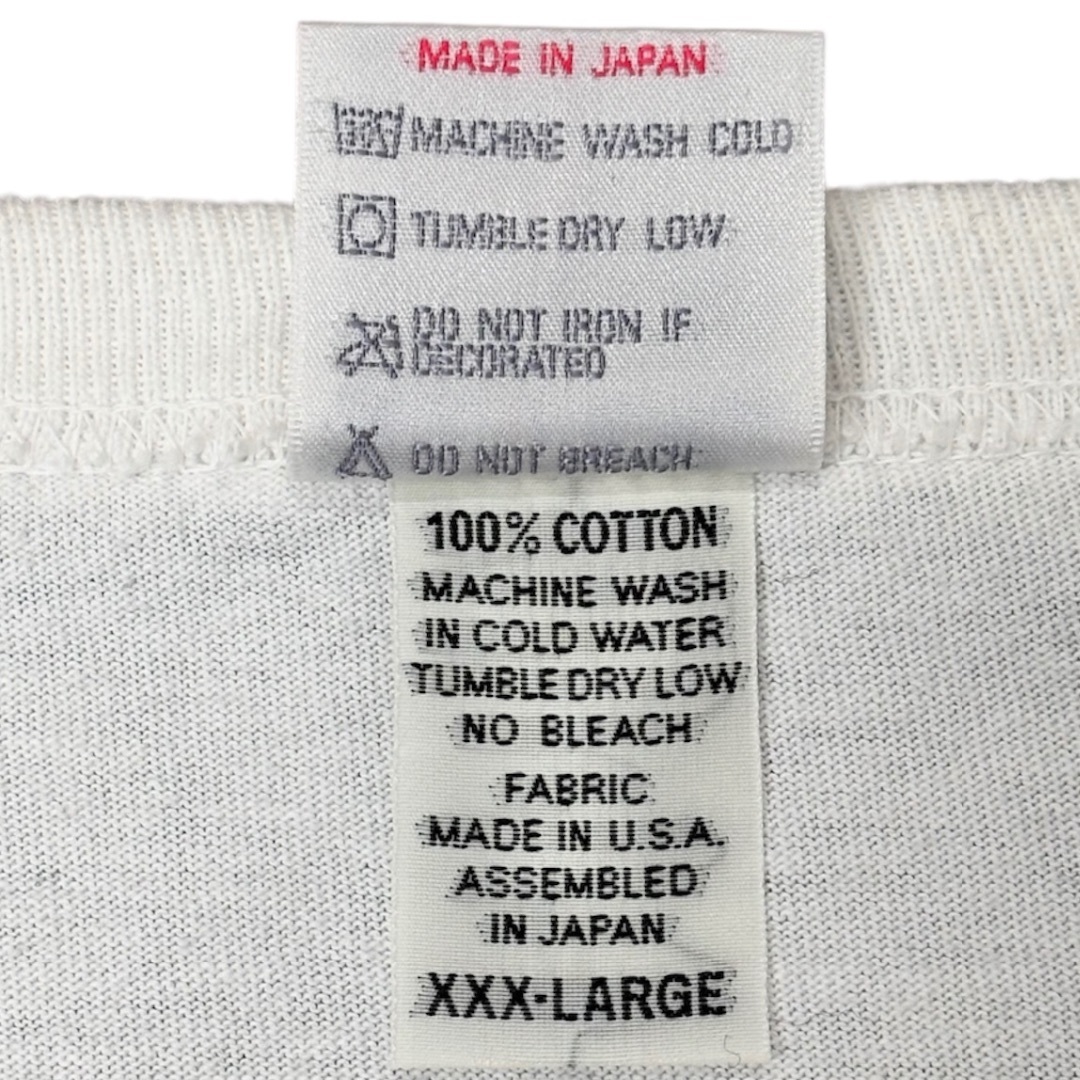 MADE IN JAPAN
MACHINE WASH COLD
TUMBLE DRY LOW
DO NOT IRON IF
DECORATED
DO NOT BREACH
100% COTTON
MACHINE WASH
IN COLD WATER
TUMBLE DRY LOW
NO BLEACH
FABRIC
MADE IN U.S.A.
ASSEMBLED
IN JAPAN
XXX-LARGE